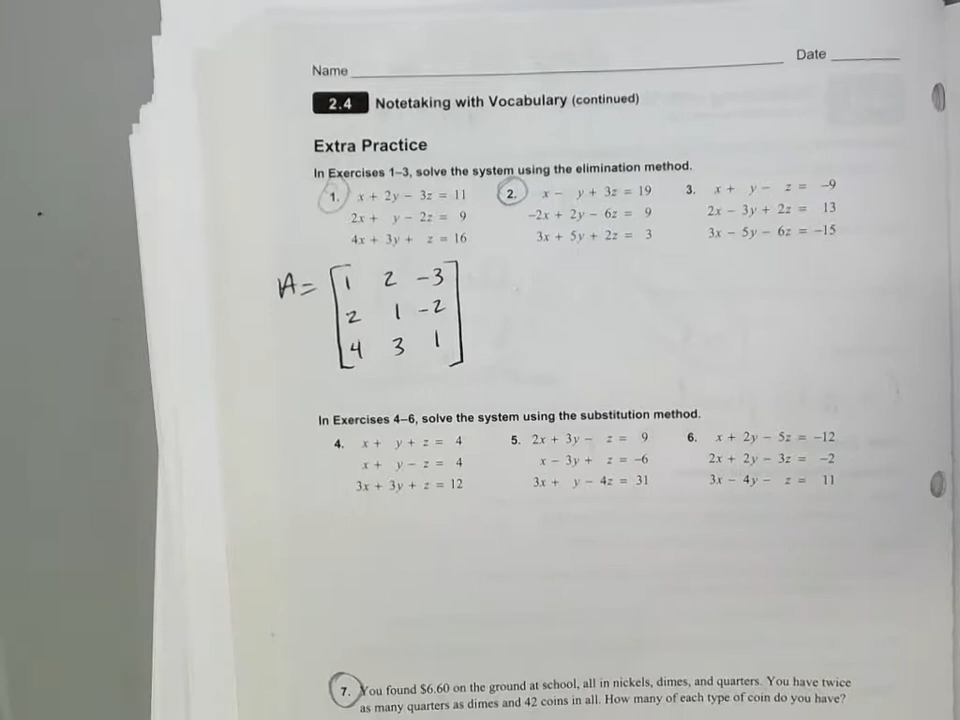 Name Date
2.4 Notetaking with Vocabulary (continued)
Extra Practice
In Exercises 1–3, solve the system using the elimination method.
1. x + 2y − 3z = 11
2x + y − 2z = 9
4x + 3y + z = 16
2. x − y + 3z = 19
−2x + 2y − 6z = 9
3x + 5y + 2z = 3
3. x + y − z = −9
2x − 3y + 2z = 13
3x − 5y − 6z = −15
A = [1 2 −3
2 1 −2
4 3 1]
In Exercises 4–6, solve the system using the substitution method.
4. x + y + z = 4
x + y − z = 4
3x + 3y + z = 12
5. 2x + 3y − z = 9
x − 3y + z = −6
3x + y − 4z = 31
6. x + 2y − 5z = −12
2x + 2y − 3z = −2
3x − 4y − z = 11
7. You found $6.60 on the ground at school, all in nickels, dimes, and quarters. You have twice
as many quarters as dimes and 42 coins in all. How many of each type of coin do you have?